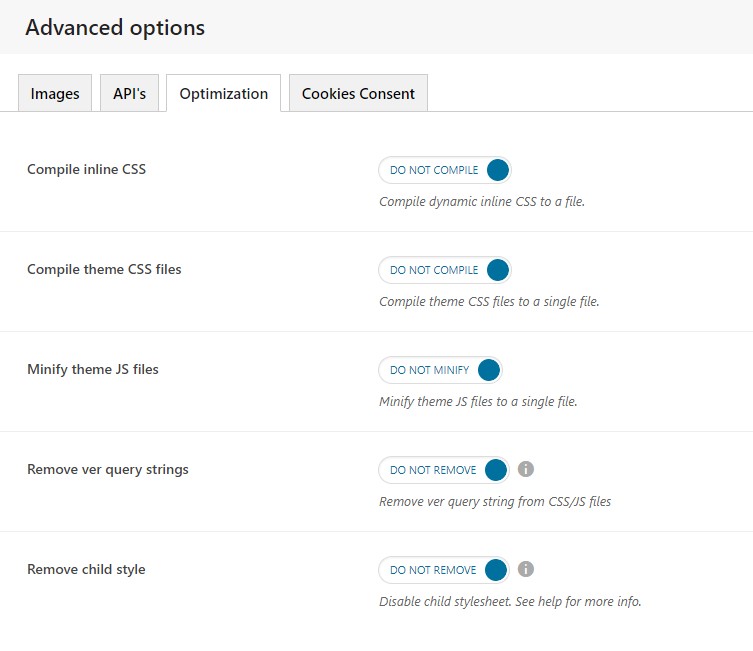 Advanced options
Images
API's
Optimization
Cookies Consent
Compile inline CSS
DO NOT COMPILE
Compile dynamic inline CSS to a file.
Compile theme CSS files
DO NOT COMPILE
Compile theme CSS files to a single file.
Minify theme JS files
DO NOT MINIFY
Minify theme JS files to a single file.
Remove ver query strings
DO NOT REMOVE
Remove ver query string from CSS/JS files
Remove child style
DO NOT REMOVE
Disable child stylesheet. See help for more info.